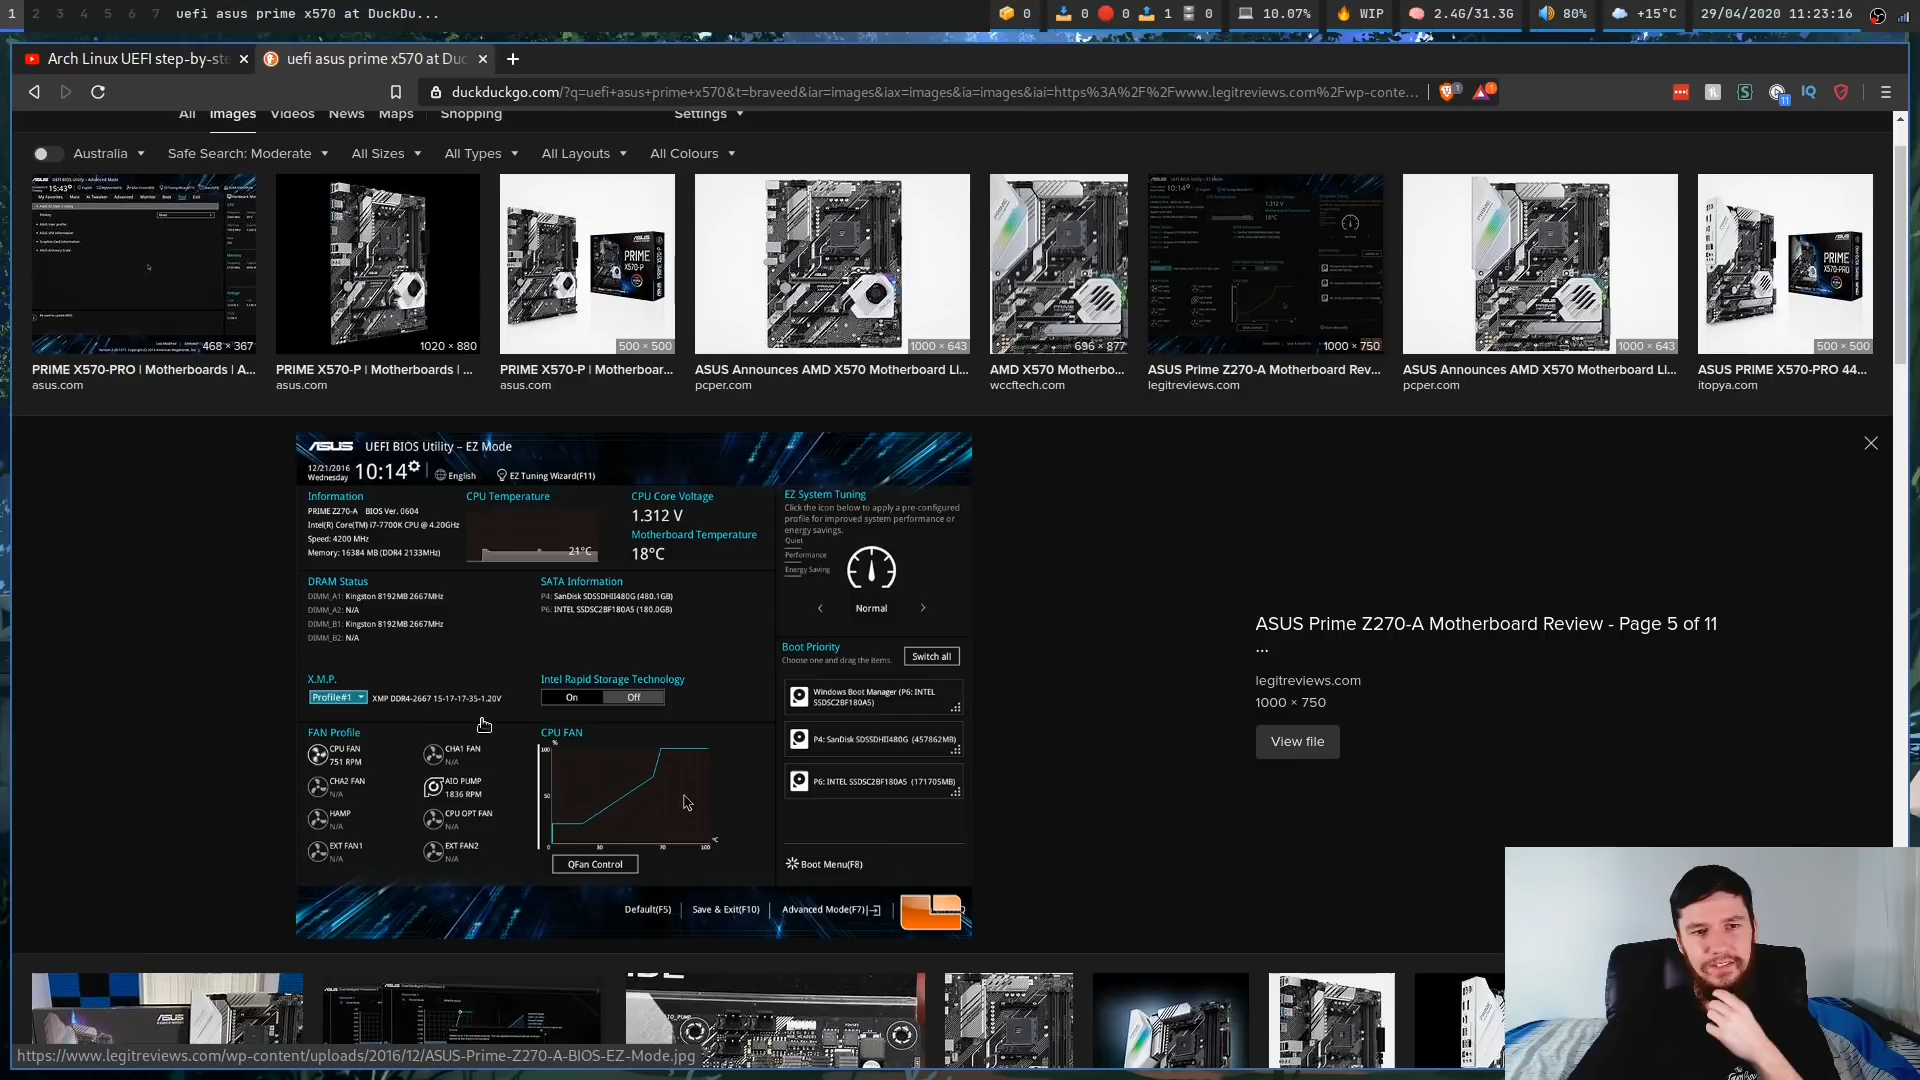 1 2 3 4 5 6 7 uefi asus prime x570 at DuckDu... 0 0 0 1 0 10.07% WIP 2.4G/31.3G 80% +15°C 29/04/2020 11:23:16
Arch Linux UEFI step-by-ste uefi asus prime x570 at Duc
duckduckgo.com/?q=uefi+asus+prime+x570&t=braveed&iar=images&iax=images&ia=images&iai=https%3A%2F%2Fwww.legitreviews.com%2Fwp-conte...
All Images Videos News Maps Shopping Settings
Australia Safe Search: Moderate All Sizes All Types All Layouts All Colours
468 × 367 1020 × 880 500 × 500 1000 × 643 696 × 877 1000 × 750 1000 × 643 500 × 500
PRIME X570-PRO | Motherboards | A... PRIME X570-P | Motherboards | ... PRIME X570-P | Motherboar... ASUS Announces AMD X570 Motherboard Li... AMD X570 Motherbo... ASUS Prime Z270-A Motherboard Rev... ASUS Announces AMD X570 Motherboard Li... ASUS PRIME X570-PRO 44...
asus.com asus.com asus.com pcper.com wccftech.com legitreviews.com pcper.com itopya.com
ASUS UEFI BIOS Utility – EZ Mode
12/21/2016
Wednesday 10:14 English EZ Tuning Wizard(F11)
Information
PRIME Z270-A BIOS Ver. 0604
Intel(R) Core(TM) i7-7700K CPU @ 4.20GHz
Speed: 4200 MHz
Memory: 16384 MB (DDR4 2133MHz)
CPU Temperature
21°C
CPU Core Voltage
1.312 V
Motherboard Temperature
18°C
EZ System Tuning
Click the icon below to apply a pre-configured
profile for improved system performance or
energy savings.
Quiet
Performance
Energy Saving
Normal
DRAM Status
DIMM_A1: Kingston 8192MB 2667MHz
DIMM_A2: N/A
DIMM_B1: Kingston 8192MB 2667MHz
DIMM_B2: N/A
SATA Information
P4: SanDisk SDSSDHII480G (480.1GB)
P6: INTEL SSDSC2BF180A5 (180.0GB)
X.M.P.
Profile#1 XMP DDR4-2667 15-17-17-35-1.20V
Intel Rapid Storage Technology
On Off
Boot Priority
Choose one and drag the items. Switch all
Windows Boot Manager (P6: INTEL
SSDSC2BF180A5)
P4: SanDisk SDSSDHII480G (457862MB)
P6: INTEL SSDSC2BF180A5 (171705MB)
Boot Menu(F8)
FAN Profile
CPU FAN
751 RPM
CHA1 FAN
N/A
CHA2 FAN
N/A
AIO PUMP
1836 RPM
HAMP
N/A
CPU OPT FAN
N/A
EXT FAN1
N/A
EXT FAN2
N/A
CPU FAN
%
100
50
0 30 70 100
°C
QFan Control
Default(F5) Save & Exit(F10) Advanced Mode(F7)
ASUS Prime Z270-A Motherboard Review - Page 5 of 11
...
legitreviews.com
1000 × 750
View file
https://www.legitreviews.com/wp-content/uploads/2016/12/ASUS-Prime-Z270-A-BIOS-EZ-Mode.jpg